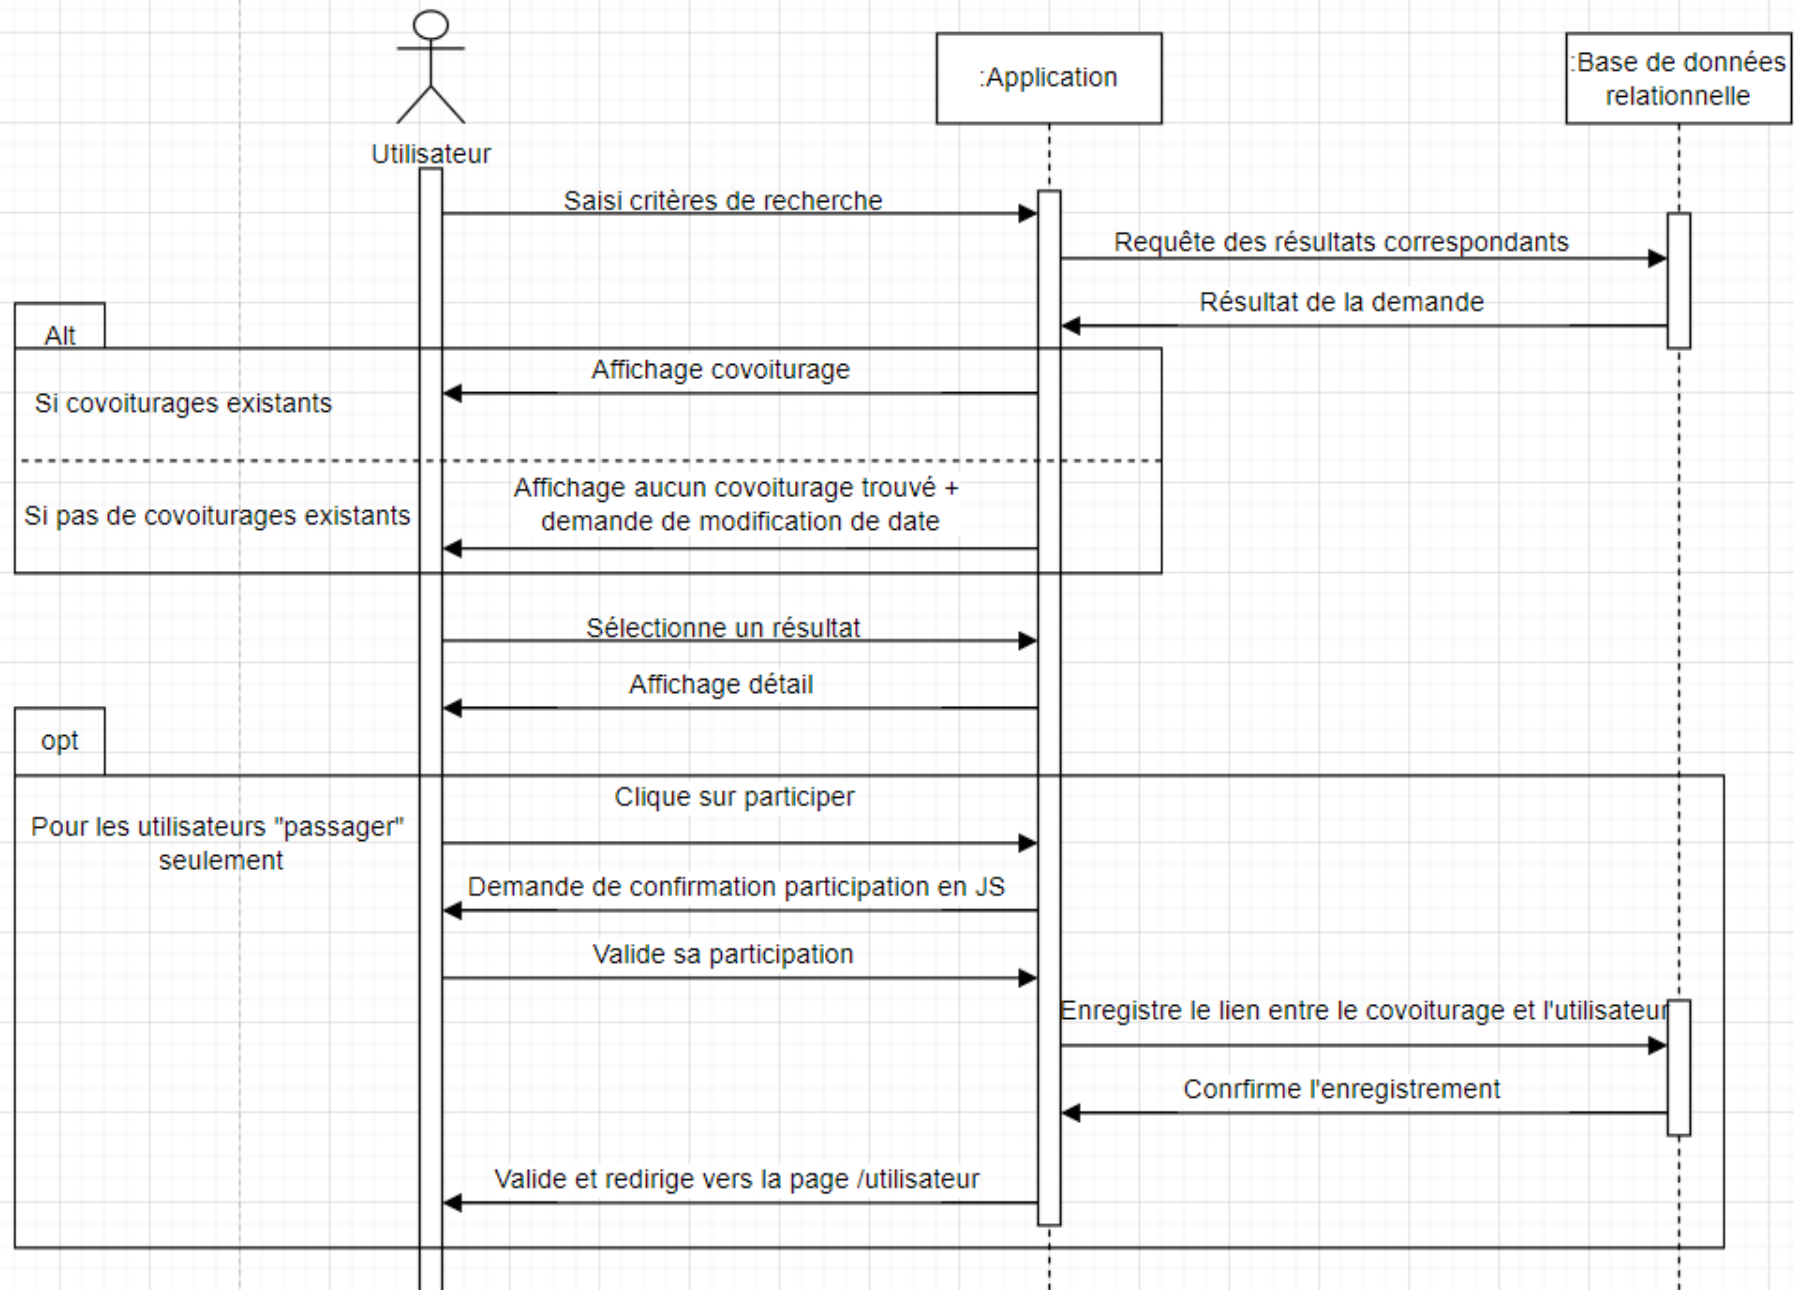 :Application
:Base de données
relationnelle
Utilisateur
Saisi critères de recherche
Requête des résultats correspondants
Résultat de la demande
Alt
Affichage covoiturage
Si covoiturages existants
Affichage aucun covoiturage trouvé +
demande de modification de date
Si pas de covoiturages existants
Sélectionne un résultat
Affichage détail
opt
Clique sur participer
Pour les utilisateurs "passager"
seulement
Demande de confirmation participation en JS
Valide sa participation
Enregistre le lien entre le covoiturage et l'utilisateur
Conrfirme l'enregistrement
Valide et redirige vers la page /utilisateur